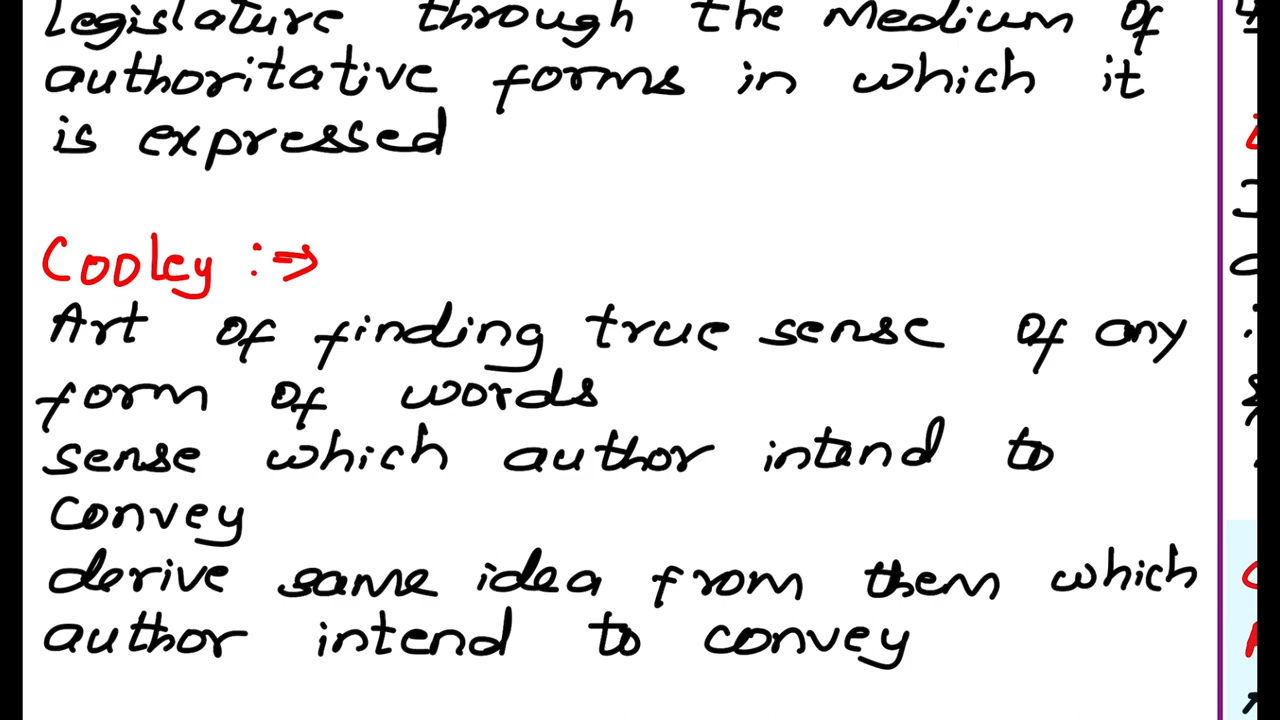 Legislature through the Medium of
authoritative forms in which it
is expressed
Cooley :⇒
Art of finding true sense of any
form of words
sense which author intend to
convey
derive same idea from them which
author intend to convey